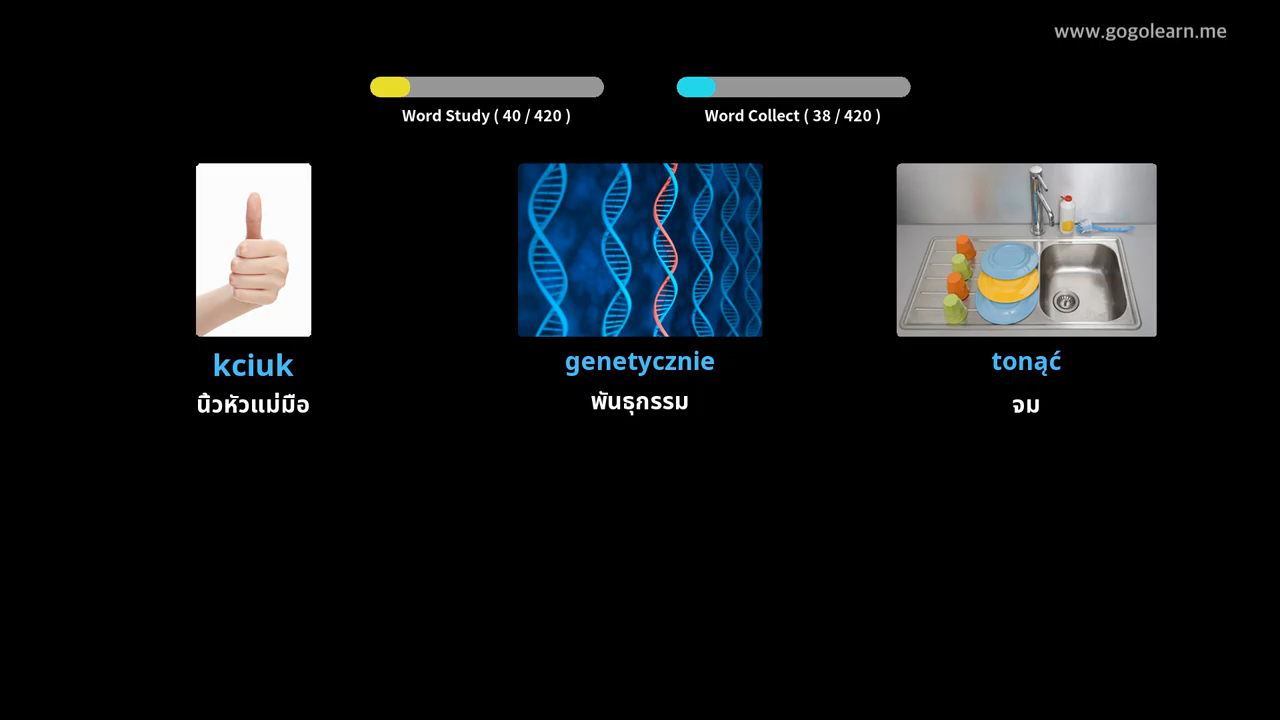 www.gogolearn.me
Word Study ( 40 / 420 )
Word Collect ( 38 / 420 )
kciuk
นิ้วหัวแม่มือ
genetycznie
พันธุกรรม
tonąć
จม